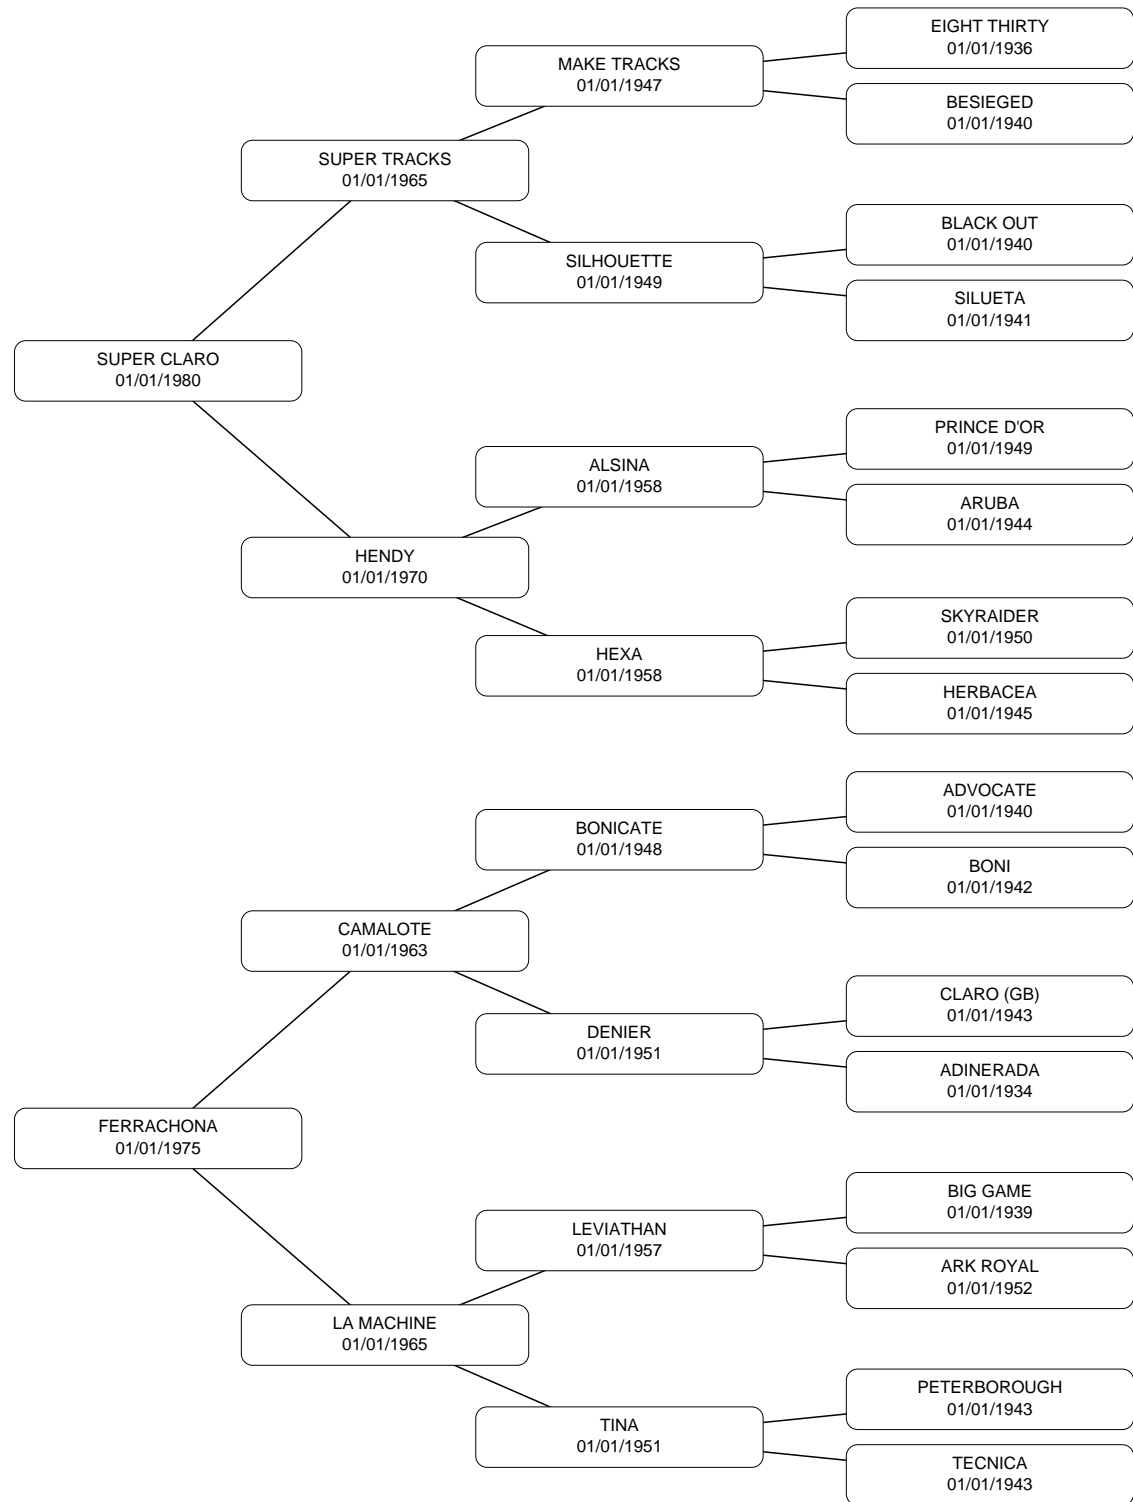 EIGHT THIRTY
01/01/1936
MAKE TRACKS
01/01/1947
BESIEGED
01/01/1940
SUPER TRACKS
01/01/1965
BLACK OUT
01/01/1940
SILHOUETTE
01/01/1949
SILUETA
01/01/1941
SUPER CLARO
01/01/1980
PRINCE D'OR
01/01/1949
ALSINA
01/01/1958
ARUBA
01/01/1944
HENDY
01/01/1970
SKYRAIDER
01/01/1950
HEXA
01/01/1958
HERBACEA
01/01/1945
ADVOCATE
01/01/1940
BONICATE
01/01/1948
BONI
01/01/1942
CAMALOTE
01/01/1963
CLARO (GB)
01/01/1943
DENIER
01/01/1951
ADINERADA
01/01/1934
FERRACHONA
01/01/1975
BIG GAME
01/01/1939
LEVIATHAN
01/01/1957
ARK ROYAL
01/01/1952
LA MACHINE
01/01/1965
PETERBOROUGH
01/01/1943
TINA
01/01/1951
TECNICA
01/01/1943